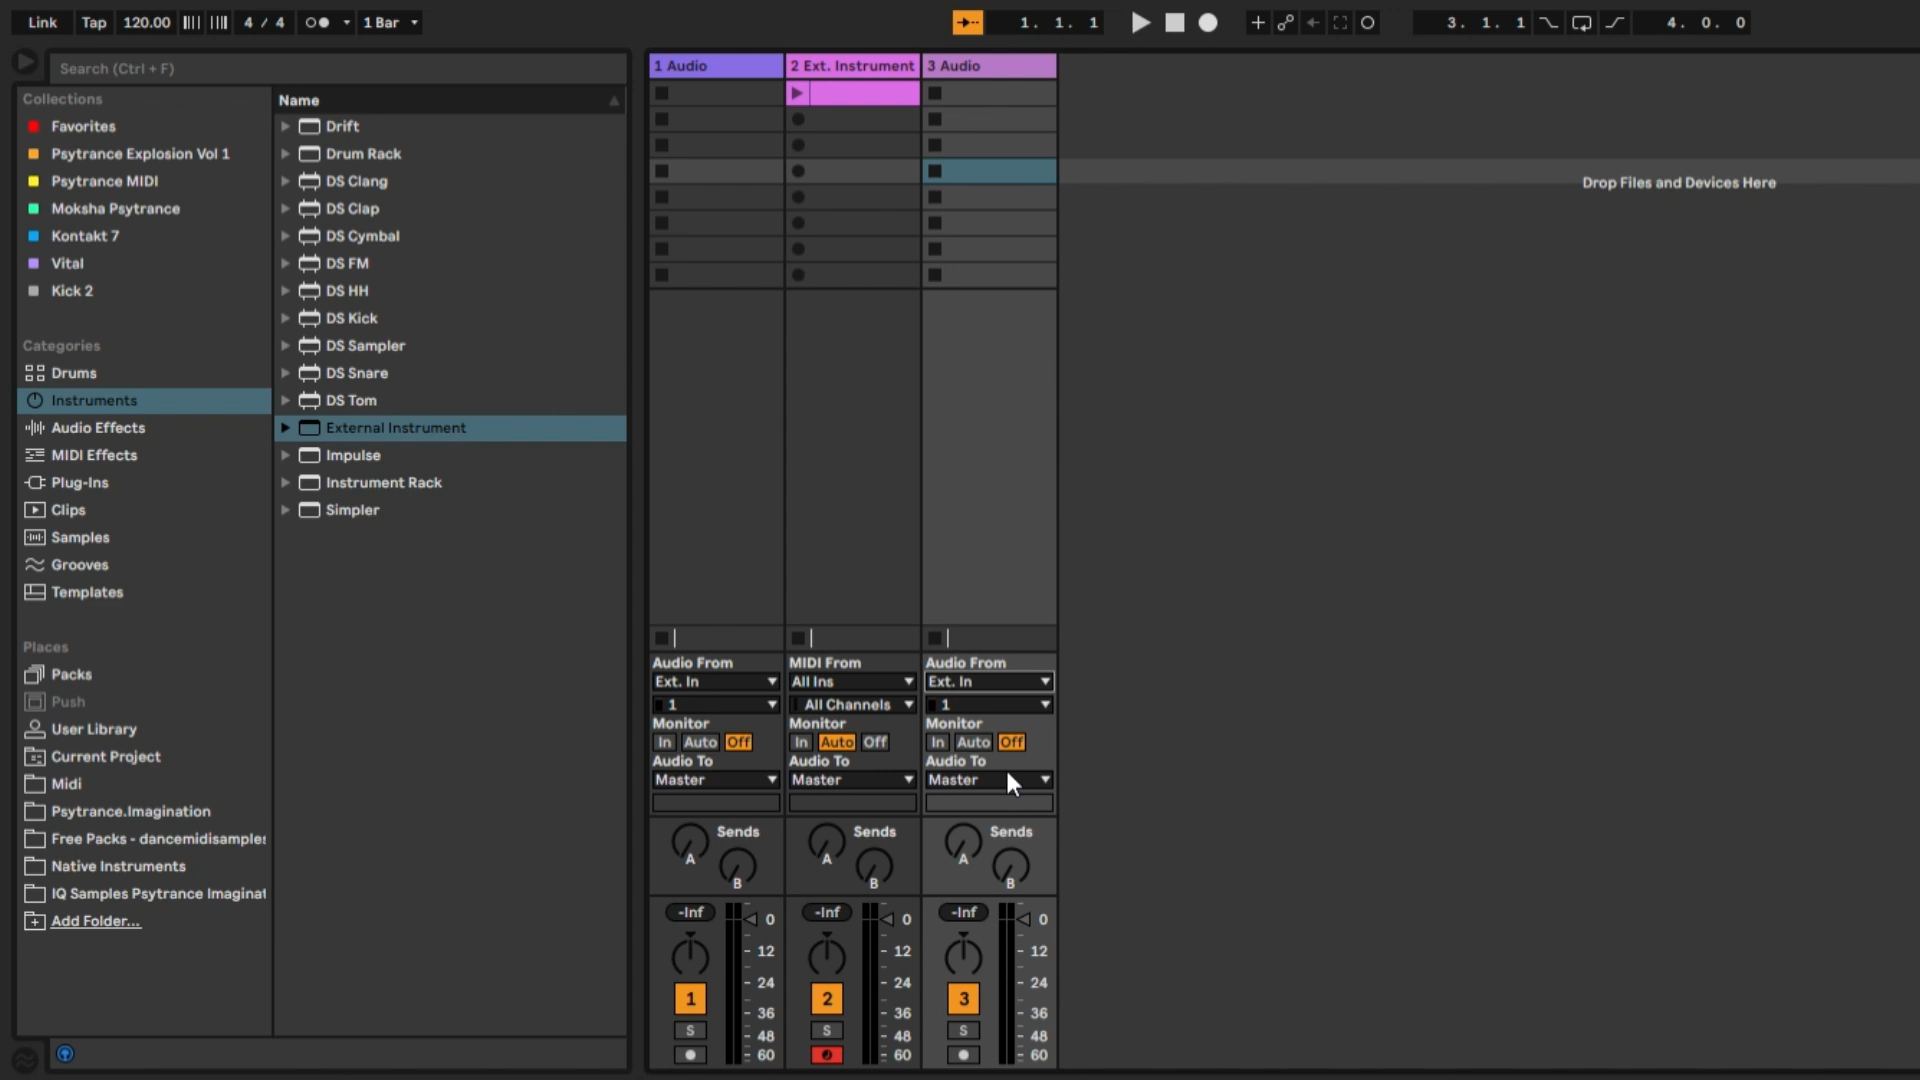 Link Tap 120.00 4 / 4 1 Bar 1. 1. 1 3. 1. 1 4. 0. 0
Search (Ctrl + F)
Collections
Favorites
Psytrance Explosion Vol 1
Psytrance MIDI
Moksha Psytrance
Kontakt 7
Vital
Kick 2
Categories
Drums
Instruments
Audio Effects
MIDI Effects
Plug-Ins
Clips
Samples
Grooves
Templates
Places
Packs
Push
User Library
Current Project
Midi
Psytrance.Imagination
Free Packs - dancemidisamples
Native Instruments
IQ Samples Psytrance Imaginat
Add Folder...
Name
Drift
Drum Rack
DS Clang
DS Clap
DS Cymbal
DS FM
DS HH
DS Kick
DS Sampler
DS Snare
DS Tom
External Instrument
Impulse
Instrument Rack
Simpler
1 Audio 2 Ext. Instrument 3 Audio
Drop Files and Devices Here
Audio From MIDI From Audio From
Ext. In All Ins Ext. In
1 All Channels 1
Monitor Monitor Monitor
In Auto Off In Auto Off In Auto Off
Audio To Audio To Audio To
Master Master Master
Sends Sends Sends
A A A
B B B
-Inf 0 -Inf 0 -Inf 0
12 12 12
24 24 24
1 2 3
36 36 36
S 48 S 48 S 48
60 60 60